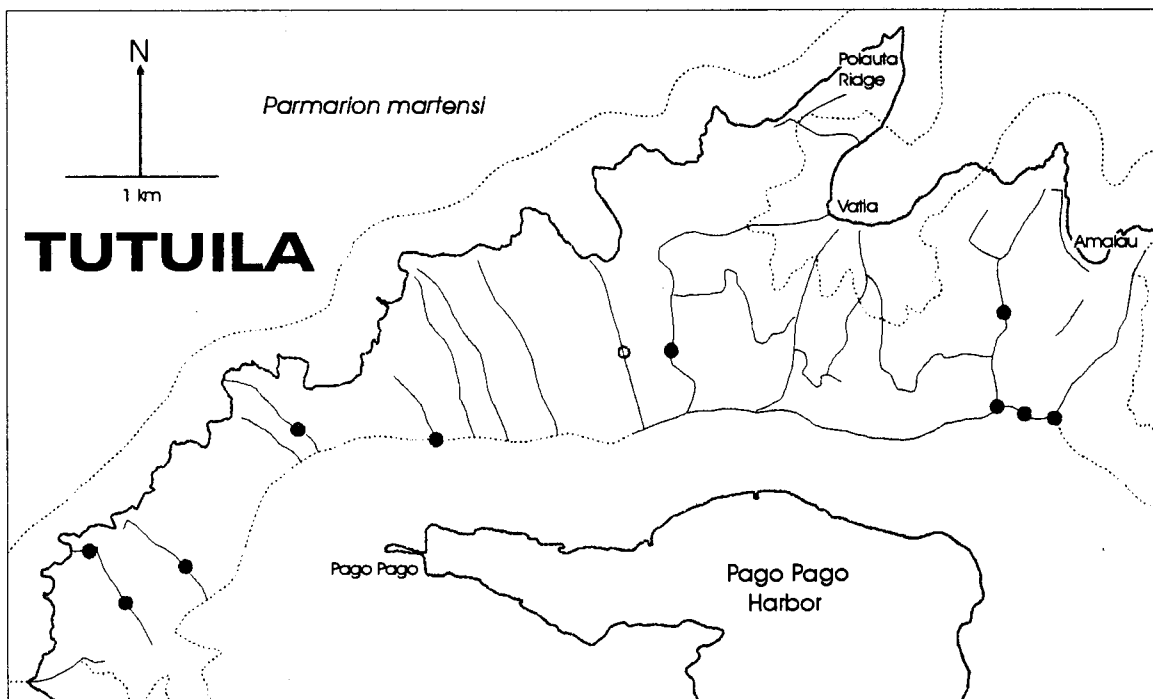 N
Polauta
Ridge
Parmarion martensi
1 km
Vatia
TUTUILA
Amalau
Pago Pago
Pago Pago
Harbor